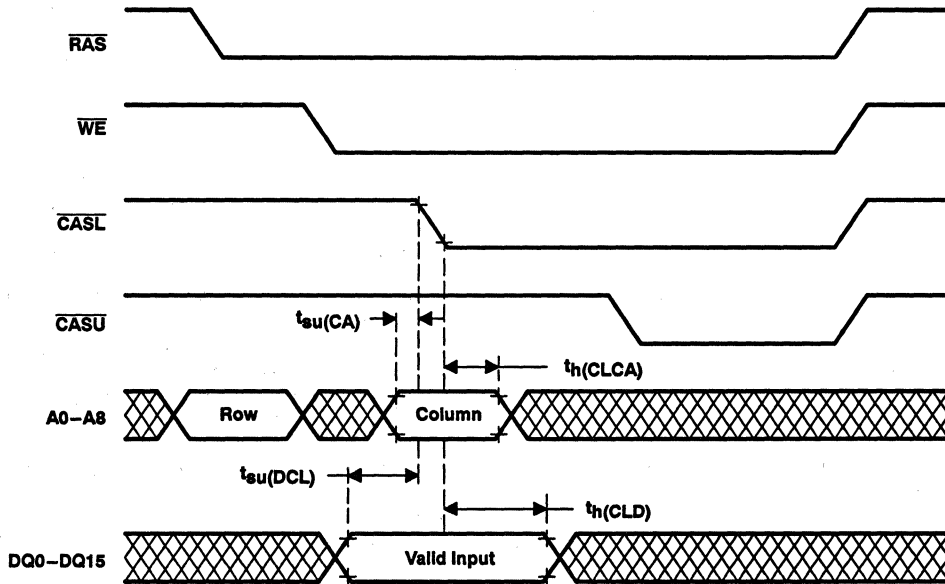 RAS
WE
CASL
CASU
tsu(CA)
th(CLCA)
A0–A8
Row
Column
tsu(DCL)
th(CLD)
DQ0–DQ15
Valid Input